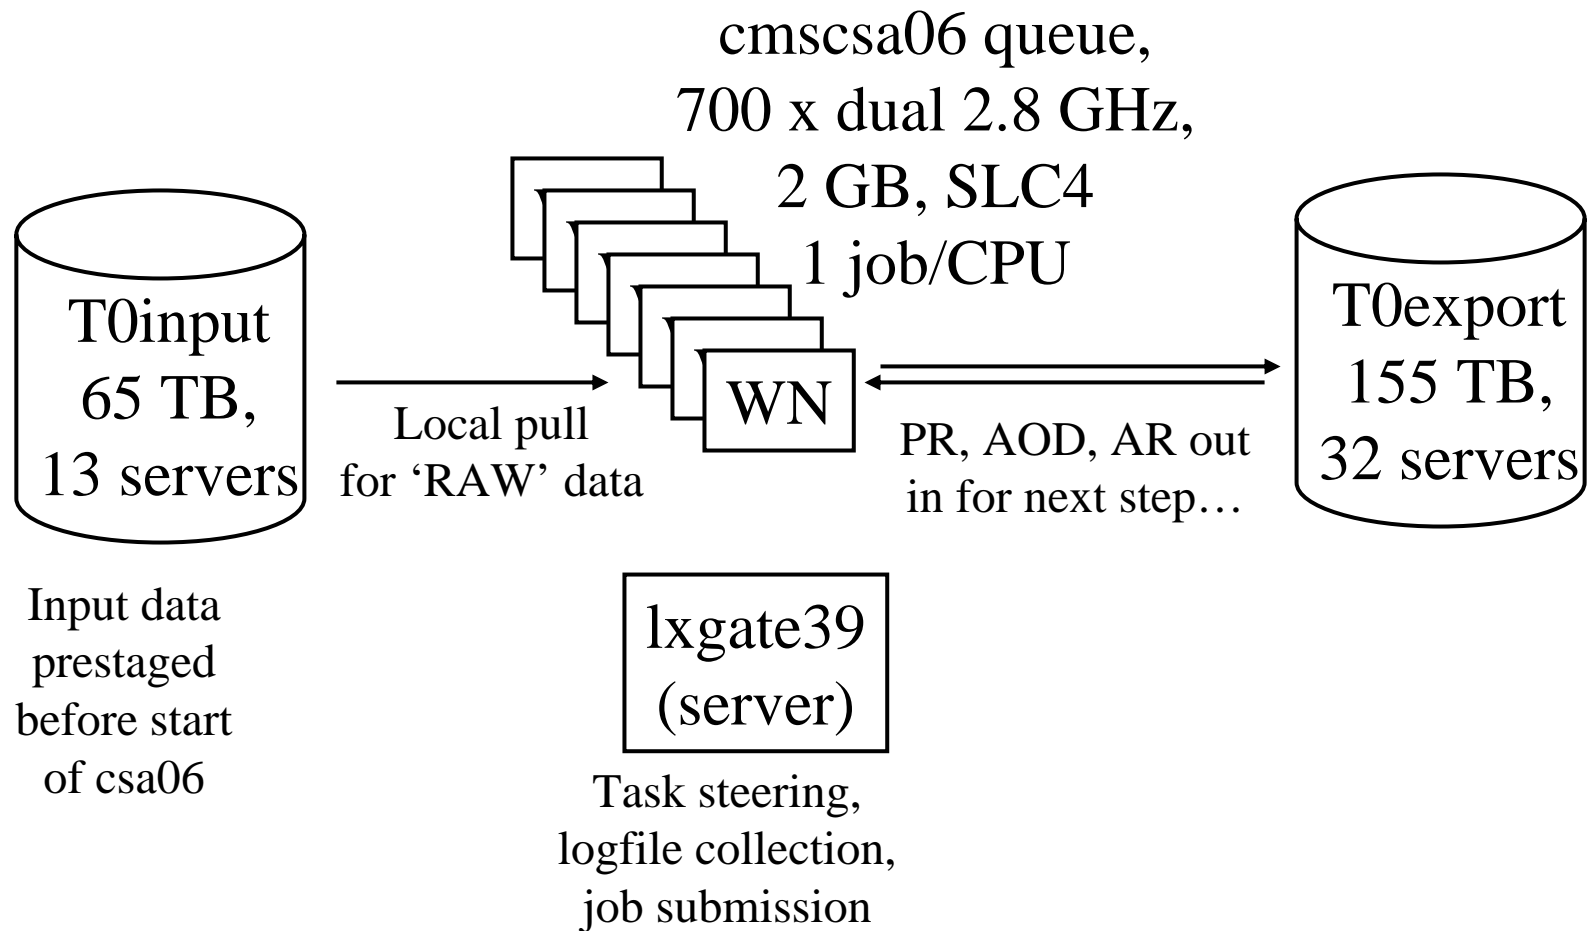 cmscsa06 queue,
700 x dual 2.8 GHz,
2 GB, SLC4
1 job/CPU
T0input
65 TB,
13 servers
Local pull
for ‘RAW’ data
WN
PR, AOD, AR out
in for next step…
T0export
155 TB,
32 servers
Input data
prestaged
before start
of csa06
lxgate39
(server)
Task steering,
logfile collection,
job submission